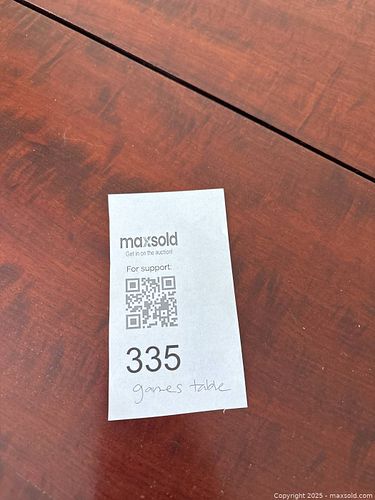 maxsold
Get in on the auction!
For support:
335
games table
Copyright © 2025 - maxsold.com